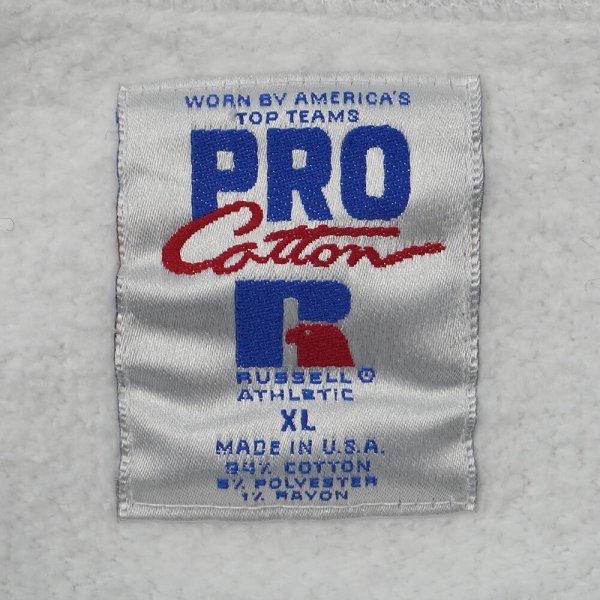 WORN BY AMERICA'S
TOP TEAMS
PRO
Cotton
R
RUSSELL®
ATHLETIC
XL
MADE IN U.S.A.
94% COTTON
5% POLYESTER
1% RAYON